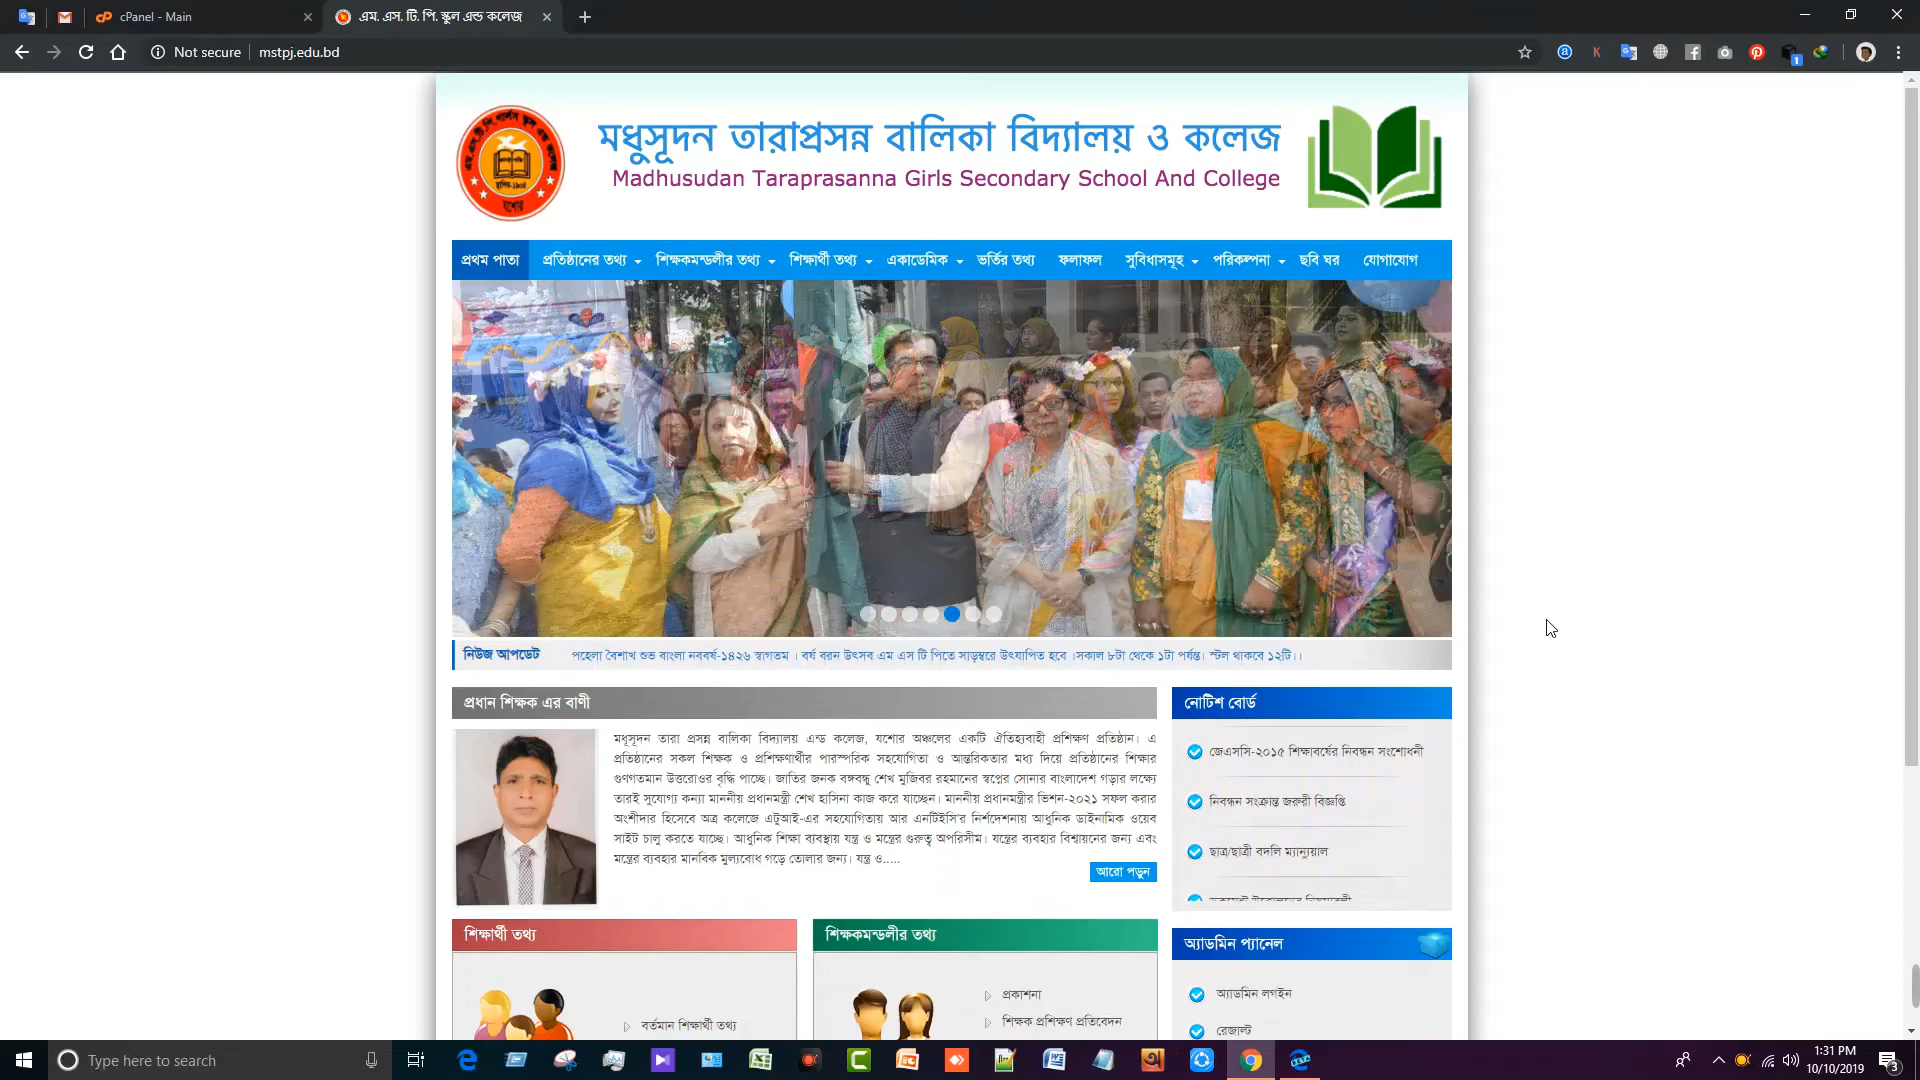 cPanel - Main
এম. এস. টি. পি. স্কুল এন্ড কলেজ
Not secure
mstpj.edu.bd
মধুসূদন তারাপ্রসন্ন বালিকা বিদ্যালয় ও কলেজ
Madhusudan Taraprasanna Girls Secondary School And College
যশোর
প্রথম পাতা
প্রতিষ্ঠানের তথ্য
শিক্ষকমন্ডলীর তথ্য
শিক্ষার্থী তথ্য
একাডেমিক
ভর্তির তথ্য
ফলাফল
সুবিধাসমূহ
পরিকল্পনা
ছবি ঘর
যোগাযোগ
নিউজ আপডেট
পহেলা বৈশাখ শুভ বাংলা নববর্ষ-১৪২৬ স্বাগতম । বর্ষ বরন উৎসব এম এস টি পিতে সাড়ম্বরে উৎযাপিত হবে ।সকাল ৮টা থেকে ১টা পর্যন্ত। স্টল থাকবে ১২টি।।
প্রধান শিক্ষক এর বাণী
মধূসূদন তারা প্রসন্ন বালিকা বিদ্যালয় এন্ড কলেজ, যশোর অঞ্চলের একটি ঐতিহ্যবাহী প্রশিক্ষণ প্রতিষ্ঠান। এ
প্রতিষ্ঠানের সকল শিক্ষক ও প্রশিক্ষণার্থীর পারস্পরিক সহযোগিতা ও আন্তরিকতার মধ্য দিয়ে প্রতিষ্ঠানের শিক্ষার
গুণগতমান উত্তরোওর বৃদ্ধি পাচ্ছে। জাতির জনক বঙ্গবন্ধু শেখ মুজিবর রহমানের স্বপ্নের সোনার বাংলাদেশ গড়ার লক্ষ্যে
তারই সুযোগ্য কন্যা মাননীয় প্রধানমন্ত্রী শেখ হাসিনা কাজ করে যাচ্ছেন। মাননীয় প্রধানমন্ত্রীর ভিশন-২০২১ সফল করার
অংশীদার হিসেবে অত্র কলেজে এটুআই-এর সহযোগিতায় আর এনটিইসি'র নির্শদেশনায় আধুনিক ডাইনামিক ওয়েব
সাইট চালু করতে যাচ্ছে। আধুনিক শিক্ষা ব্যবস্থায় যন্ত্র ও মন্ত্রের গুরুত্ব অপরিসীম। যন্ত্রের ব্যবহার বিশ্বায়নের জন্য এবং
মন্ত্রের ব্যবহার মানবিক মুল্যবোধ গড়ে তোলার জন্য। যন্ত্র ও.....
আরো পড়ুন
নোটিশ বোর্ড
জেএসসি-২০১৫ শিক্ষাবর্ষের নিবন্ধন সংশোধনী
নিবন্ধন সংক্রান্ত জরুরী বিজ্ঞপ্তি
ছাত্র/ছাত্রী বদলি ম্যানুয়াল
শিক্ষার্থী তথ্য
বর্তমান শিক্ষার্থী তথ্য
শিক্ষকমন্ডলীর তথ্য
প্রকাশনা
শিক্ষক প্রশিক্ষণ প্রতিবেদন
অ্যাডমিন প্যানেল
অ্যাডমিন লগইন
রেজাল্ট
Type here to search
1:31 PM
10/10/2019
3